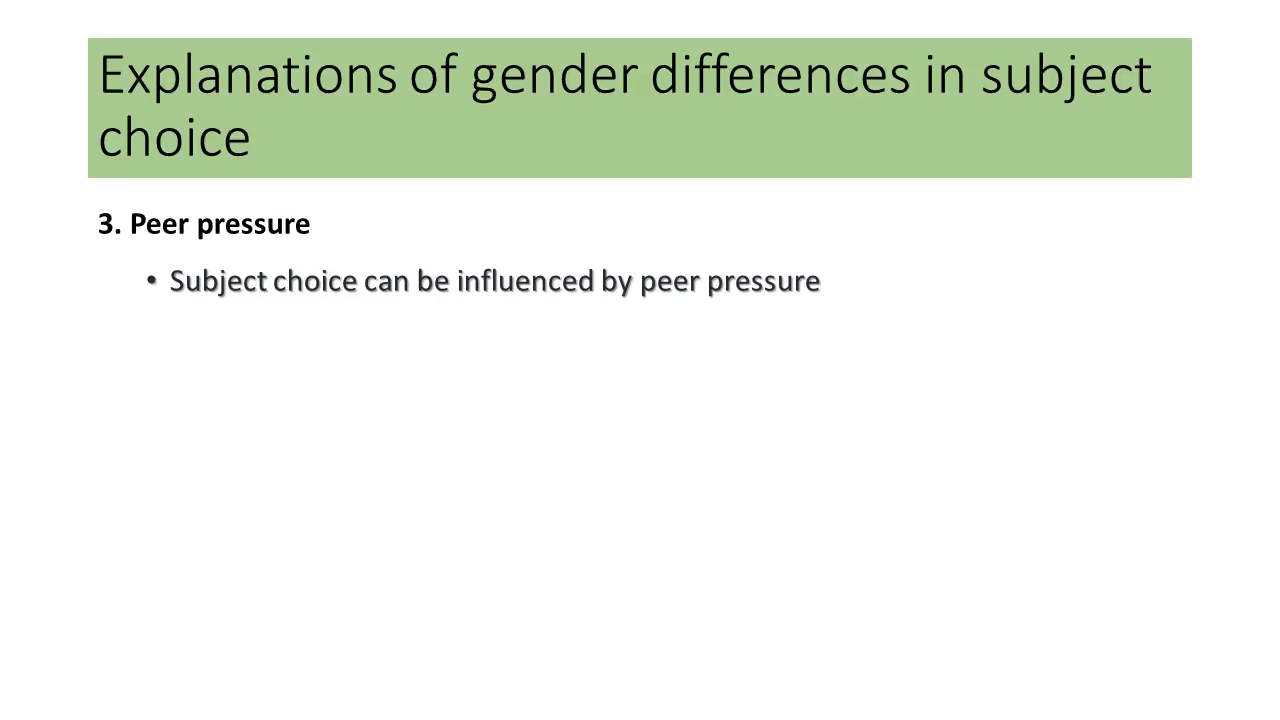 Explanations of gender differences in subject
choice
3. Peer pressure
• Subject choice can be influenced by peer pressure